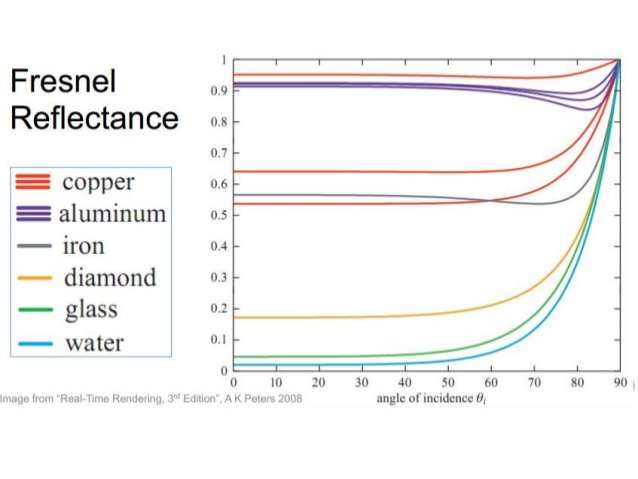 Fresnel
Reflectance
copper
aluminum
iron
diamond
glass
water
1
0.9
0.8
0.7
0.6
0.5
0.4
0.3
0.2
0.1
0
0 10 20 30 40 50 60 70 80 90
angle of incidence θi
Image from “Real-Time Rendering, 3rd Edition”, A K Peters 2008